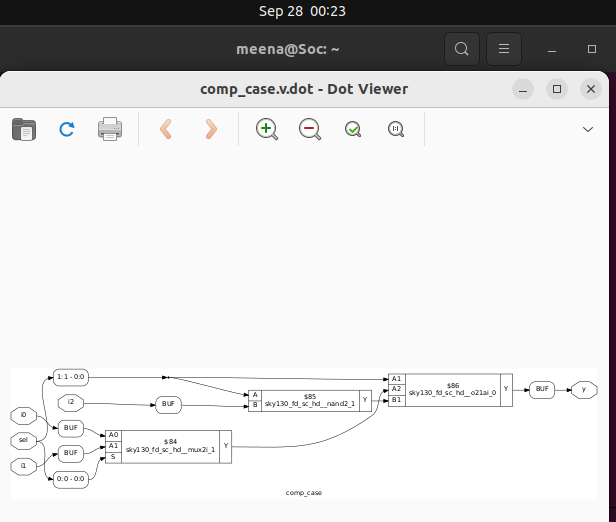 Sep 28 00:23
meena@Soc: ~
comp_case.v.dot - Dot Viewer
1:1 - 0:0
i2
BUF
i0
BUF
sel
BUF
i1
0:0 - 0:0
A0
A1
S
$84
sky130_fd_sc_hd__mux2i_1
Y
A
B
$85
sky130_fd_sc_hd__nand2_1
Y
A1
A2
B1
$86
sky130_fd_sc_hd__o21ai_0
Y
BUF
y
comp_case